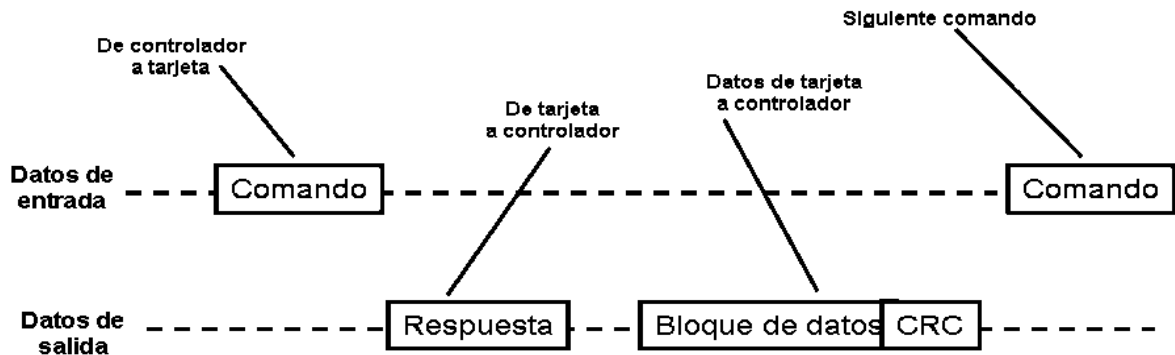 Siguiente comando
De controlador
a tarjeta
Datos de tarjeta
a controlador
De tarjeta
a controlador
Datos de
entrada
Comando
Comando
Datos de
salida
Respuesta
Bloque de datos
CRC